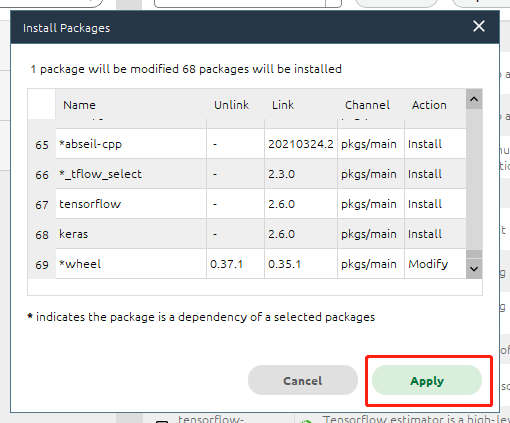 Install Packages
1 package will be modified 68 packages will be installed
Name Unlink Link Channel Action
65 *abseil-cpp - 20210324.2 pkgs/main Install
66 *_tflow_select - 2.3.0 pkgs/main Install
67 tensorflow - 2.6.0 pkgs/main Install
68 keras - 2.6.0 pkgs/main Install
69 *wheel 0.37.1 0.35.1 pkgs/main Modify
* indicates the package is a dependency of a selected packages
Cancel Apply
tensorflow- Tensorflow estimator is a high-lev